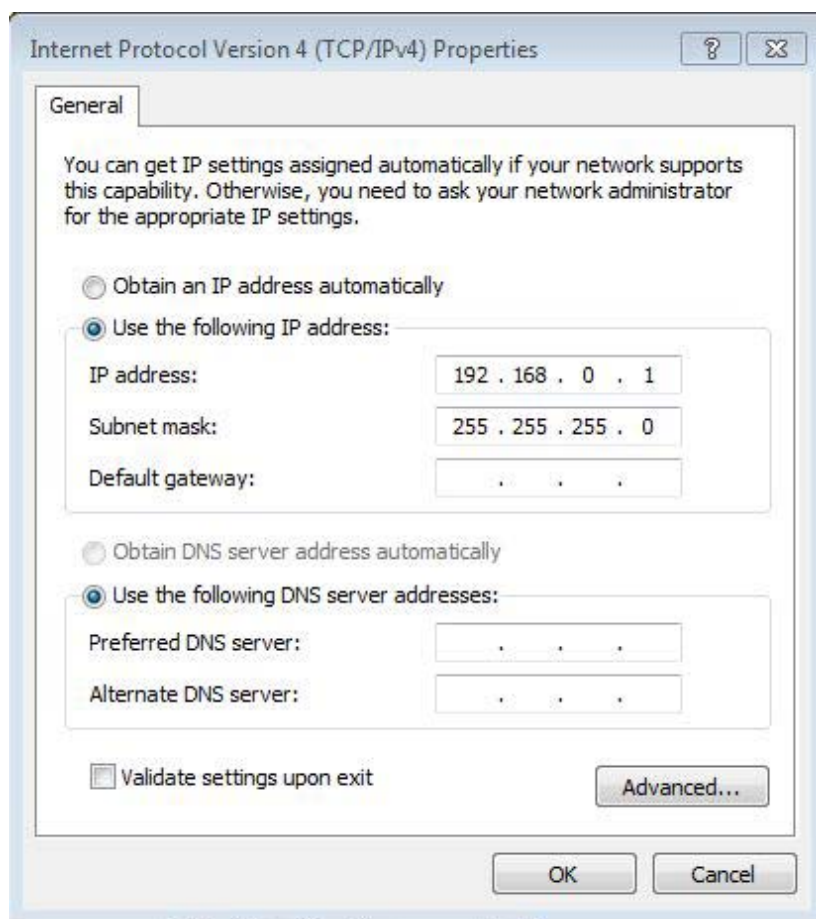 Internet Protocol Version 4 (TCP/IPv4) Properties
General
You can get IP settings assigned automatically if your network supports
this capability. Otherwise, you need to ask your network administrator
for the appropriate IP settings.
Obtain an IP address automatically
Use the following IP address:
IP address: 192 . 168 . 0 . 1
Subnet mask: 255 . 255 . 255 . 0
Default gateway: . . .
Obtain DNS server address automatically
Use the following DNS server addresses:
Preferred DNS server: . . .
Alternate DNS server: . . .
Validate settings upon exit
Advanced...
OK Cancel